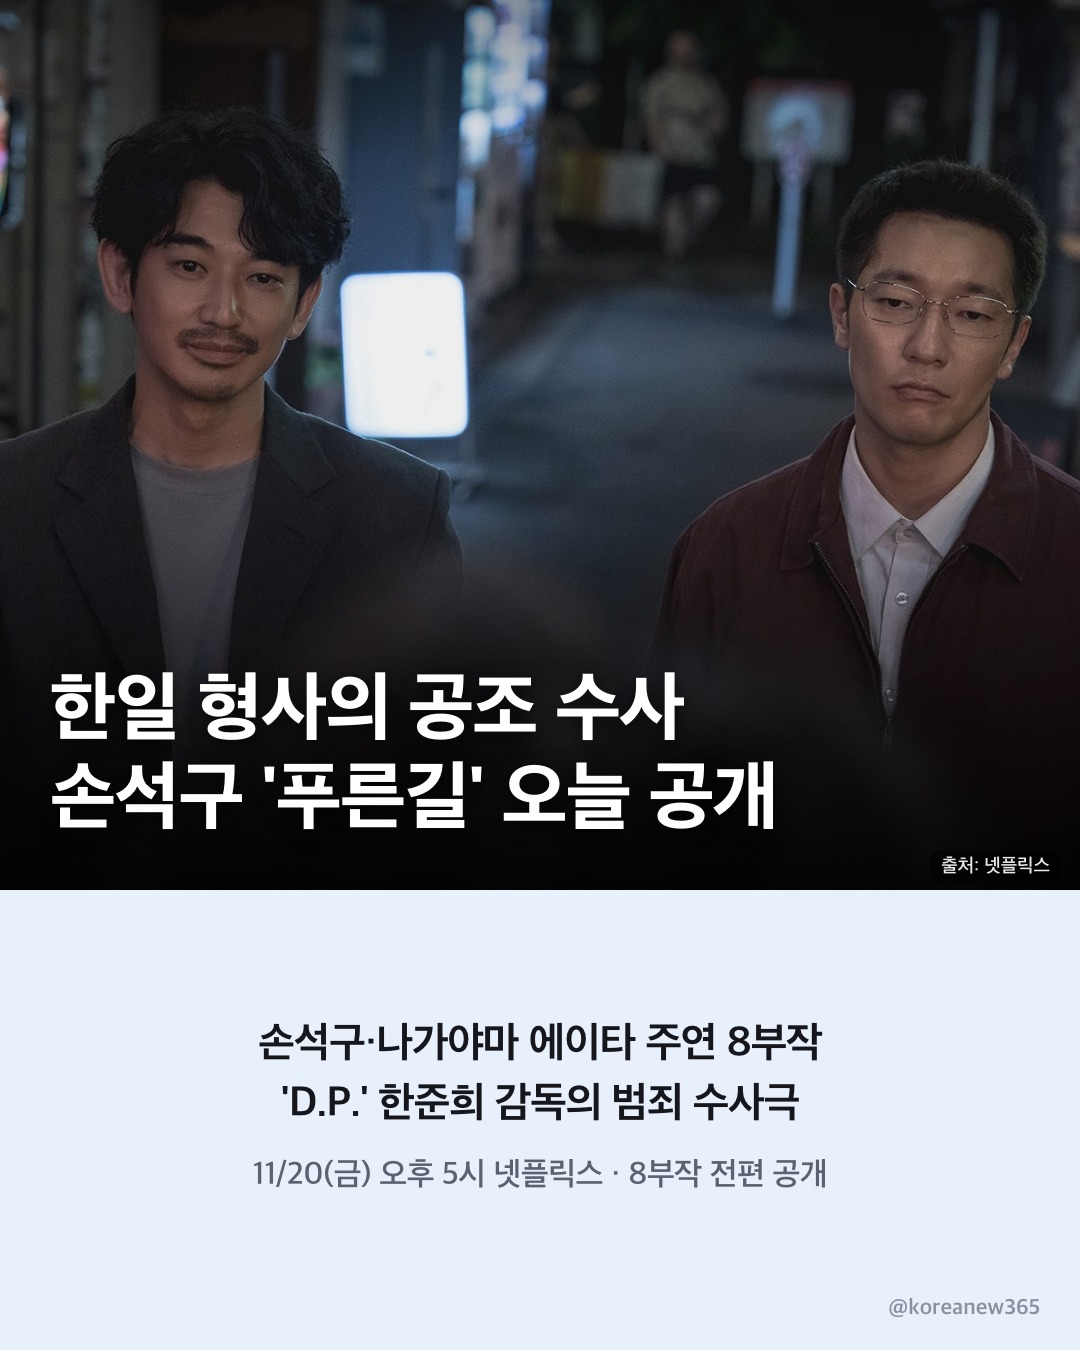 한일 형사의 공조 수사
손석구 '푸른길' 오늘 공개
출처: 넷플릭스
손석구·나가야마 에이타 주연 8부작
'D.P.' 한준희 감독의 범죄 수사극
11/20(금) 오후 5시 넷플릭스 · 8부작 전편 공개
@koreanew365